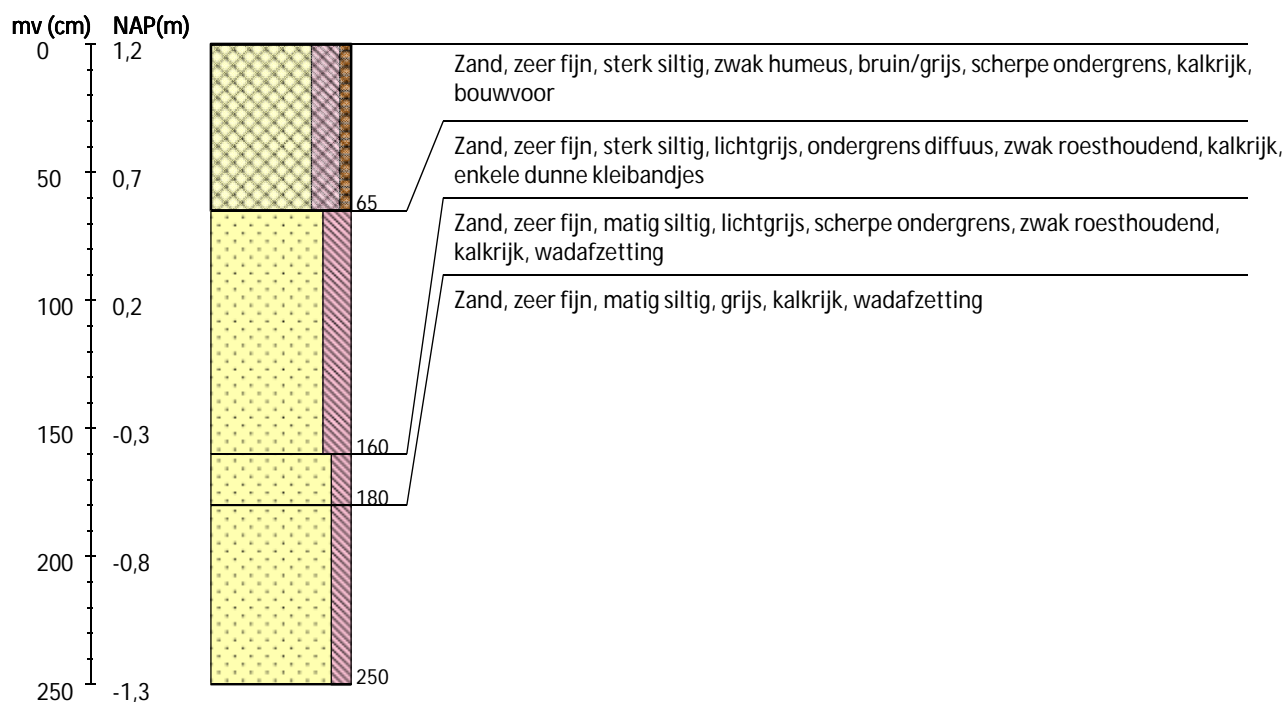 mv (cm) NAP(m)
0 1,2
Zand, zeer fijn, sterk siltig, zwak humeus, bruin/grijs, scherpe ondergrens, kalkrijk,
bouwvoor
Zand, zeer fijn, sterk siltig, lichtgrijs, ondergrens diffuus, zwak roesthoudend, kalkrijk,
enkele dunne kleibandjes
50 0,7
65
Zand, zeer fijn, matig siltig, lichtgrijs, scherpe ondergrens, zwak roesthoudend,
kalkrijk, wadafzetting
Zand, zeer fijn, matig siltig, grijs, kalkrijk, wadafzetting
100 0,2
150 -0,3
160
180
200 -0,8
250
250 -1,3